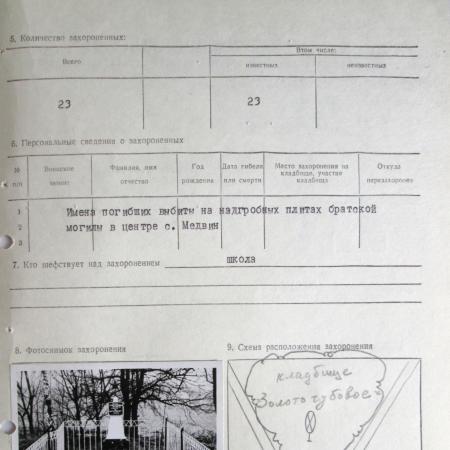 5. Количество захороненных:
Всего
В том числе:
известных
неизвестных
23
23
6. Персональные сведения о захороненных
№ п/п
Воинское звание
Фамилия, имя отчество
Год рождения
Дата гибели или смерти
Место захоронения на кладбище, участке кладбища
Откуда перезахоронен
1
Имена погибших выбиты на надгробных плитах братской
2
могилы в центре с. Медвин
3
7. Кто шефствует над захоронением
школа
8. Фотоснимок захоронения
9. Схема расположения захоронения
кладбище
Золоточубовое